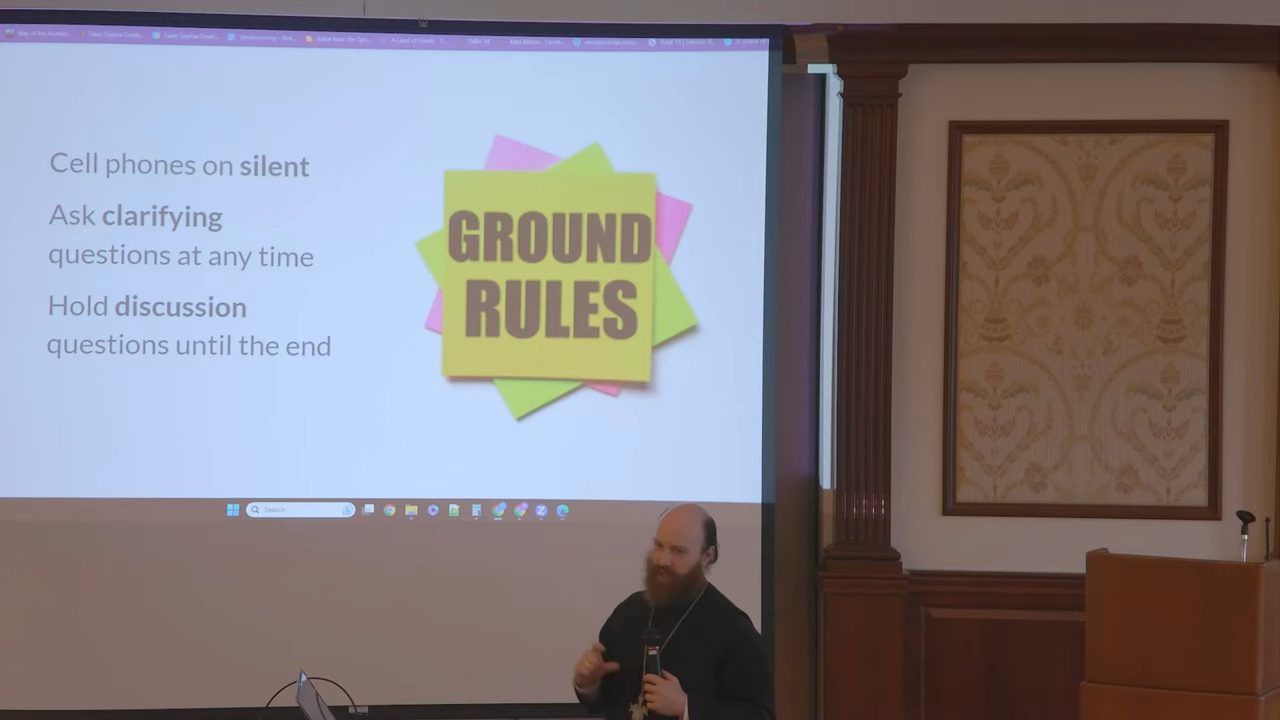 Cell phones on silent
Ask clarifying
questions at any time
Hold discussion
questions until the end
GROUND
RULES
Search